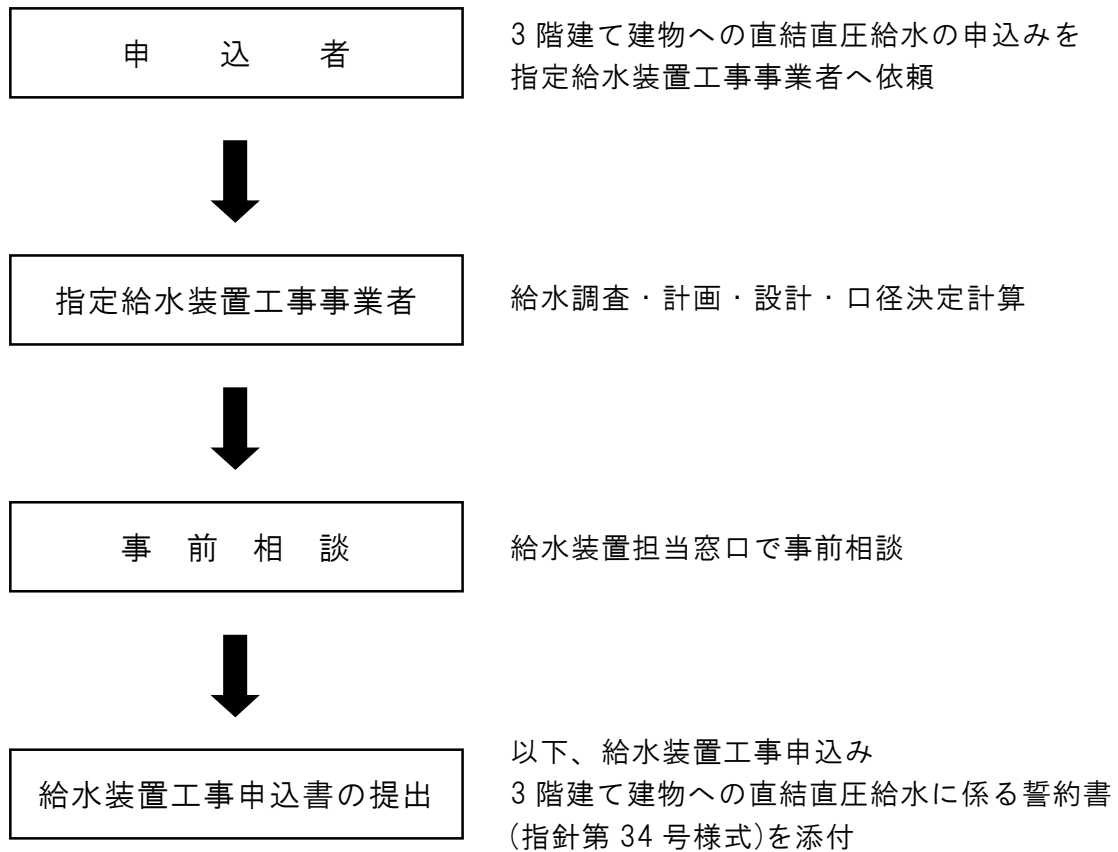 申込者
3階建て建物への直結直圧給水の申込みを
指定給水装置工事事業者へ依頼
指定給水装置工事事業者
給水調査・計画・設計・口径決定計算
事前相談
給水装置担当窓口で事前相談
給水装置工事申込書の提出
以下、給水装置工事申込み
3階建て建物への直結直圧給水に係る誓約書
(指針第34号様式)を添付